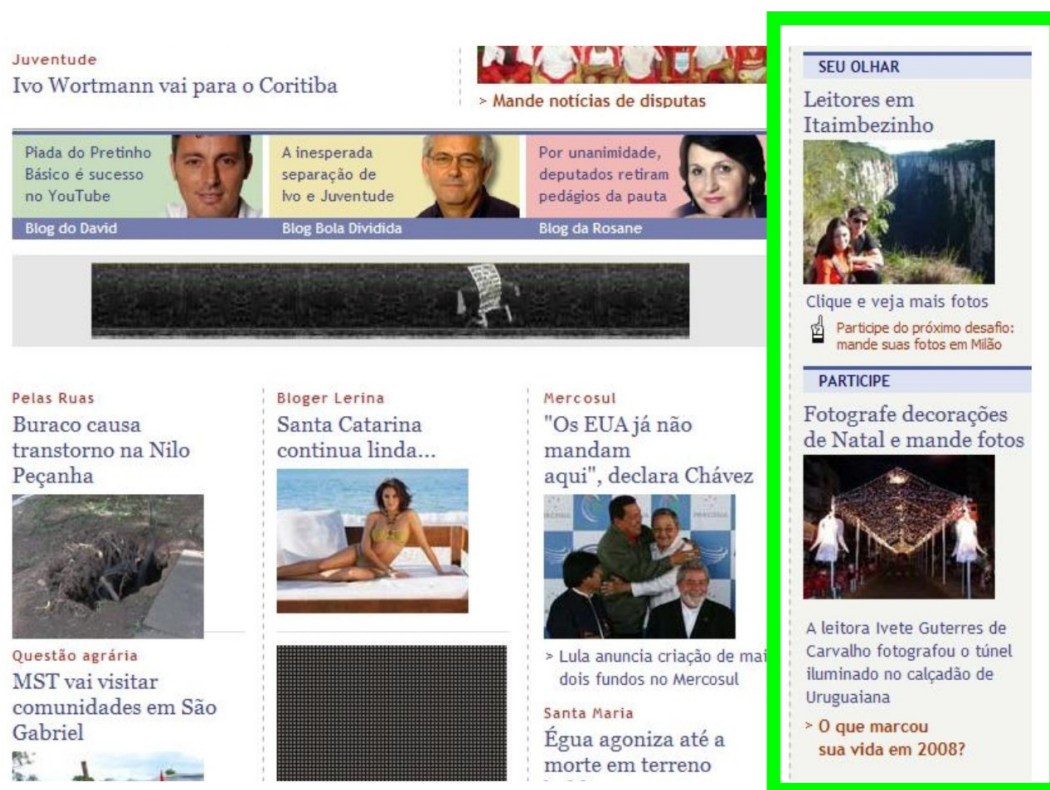 Juventude
Ivo Wortmann vai para o Coritiba
> Mande notícias de disputas
Piada do Pretinho
Básico é sucesso
no YouTube
Blog do David
A inesperada
separação de
Ivo e Juventude
Blog Bola Dividida
Por unanimidade,
deputados retiram
pedágios da pauta
Blog da Rosane
Pelas Ruas
Buraco causa
transtorno na Nilo
Peçanha
Questão agrária
MST vai visitar
comunidades em São
Gabriel
Bloger Lerina
Santa Catarina
continua linda...
Mercosul
"Os EUA já não
mandam
aqui", declara Chávez
> Lula anuncia criação de mai
dois fundos no Mercosul
Santa Maria
Égua agoniza até a
morte em terreno
SEU OLHAR
Leitores em
Itaimbezinho
Clique e veja mais fotos
Participe do próximo desafio:
mande suas fotos em Milão
PARTICIPE
Fotografe decorações
de Natal e mande fotos
A leitora Ivete Guterres de
Carvalho fotografou o túnel
iluminado no calçadão de
Uruguaiana
> O que marcou
sua vida em 2008?